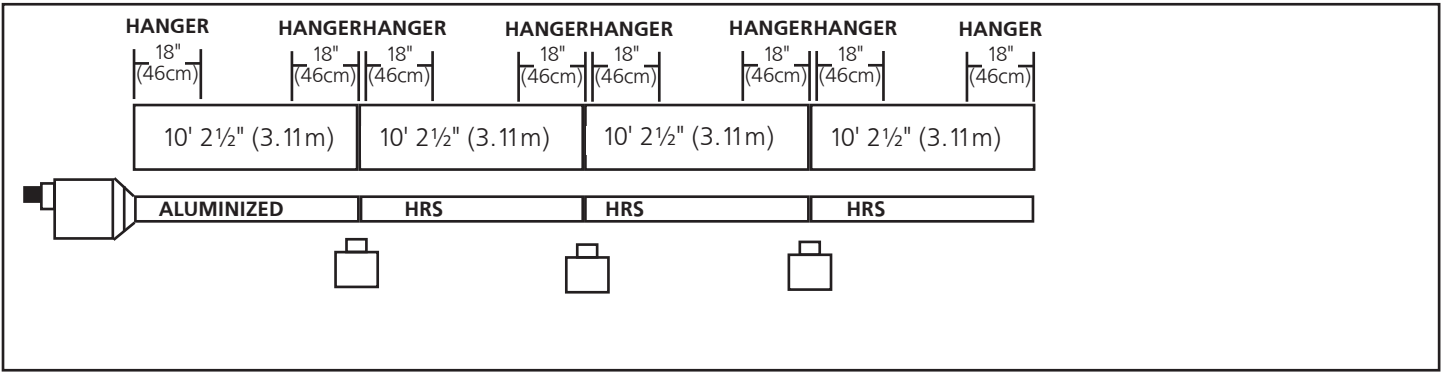 HANGER HANGERHANGER HANGERHANGER HANGERHANGER HANGER
18" 18" 18" 18" 18" 18" 18" 18"
(46cm) (46cm) (46cm) (46cm) (46cm) (46cm) (46cm) (46cm)
10' 2½" (3.11m) 10' 2½" (3.11m) 10' 2½" (3.11m) 10' 2½" (3.11m)
ALUMINIZED HRS HRS HRS